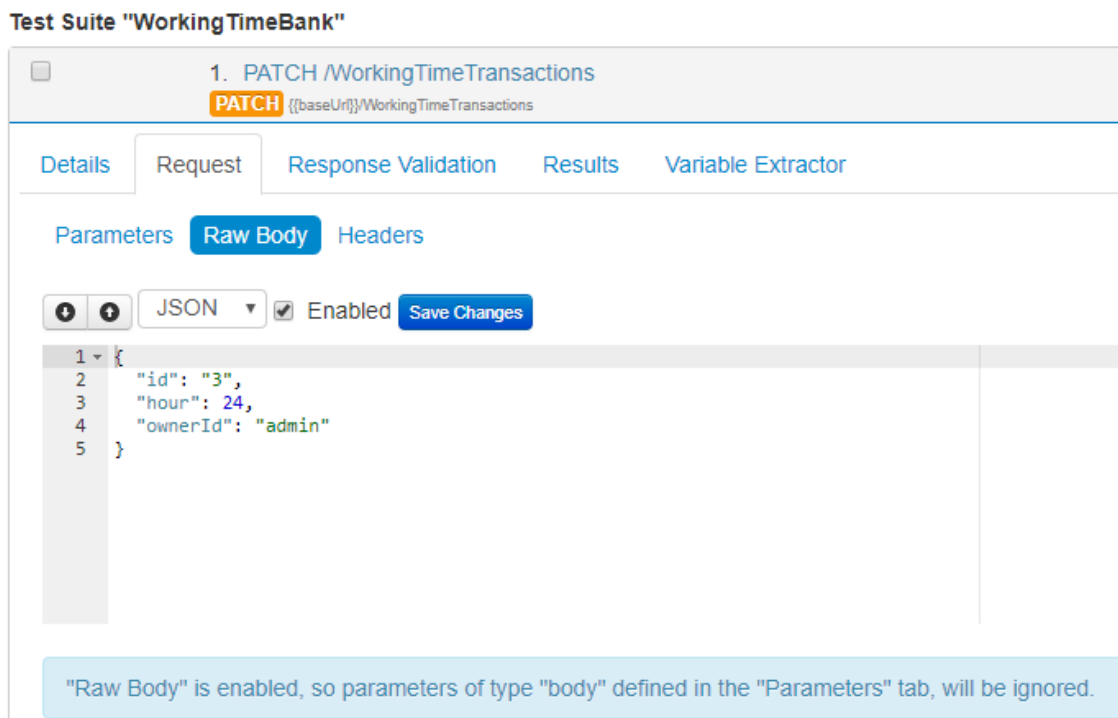 Test Suite "WorkingTimeBank"
1. PATCH /WorkingTimeTransactions
PATCH {{baseUrl}}/WorkingTimeTransactions
Details Request Response Validation Results Variable Extractor
Parameters Raw Body Headers
JSON Enabled Save Changes
1 {
2 "id": "3",
3 "hour": 24,
4 "ownerId": "admin"
5 }
"Raw Body" is enabled, so parameters of type "body" defined in the "Parameters" tab, will be ignored.